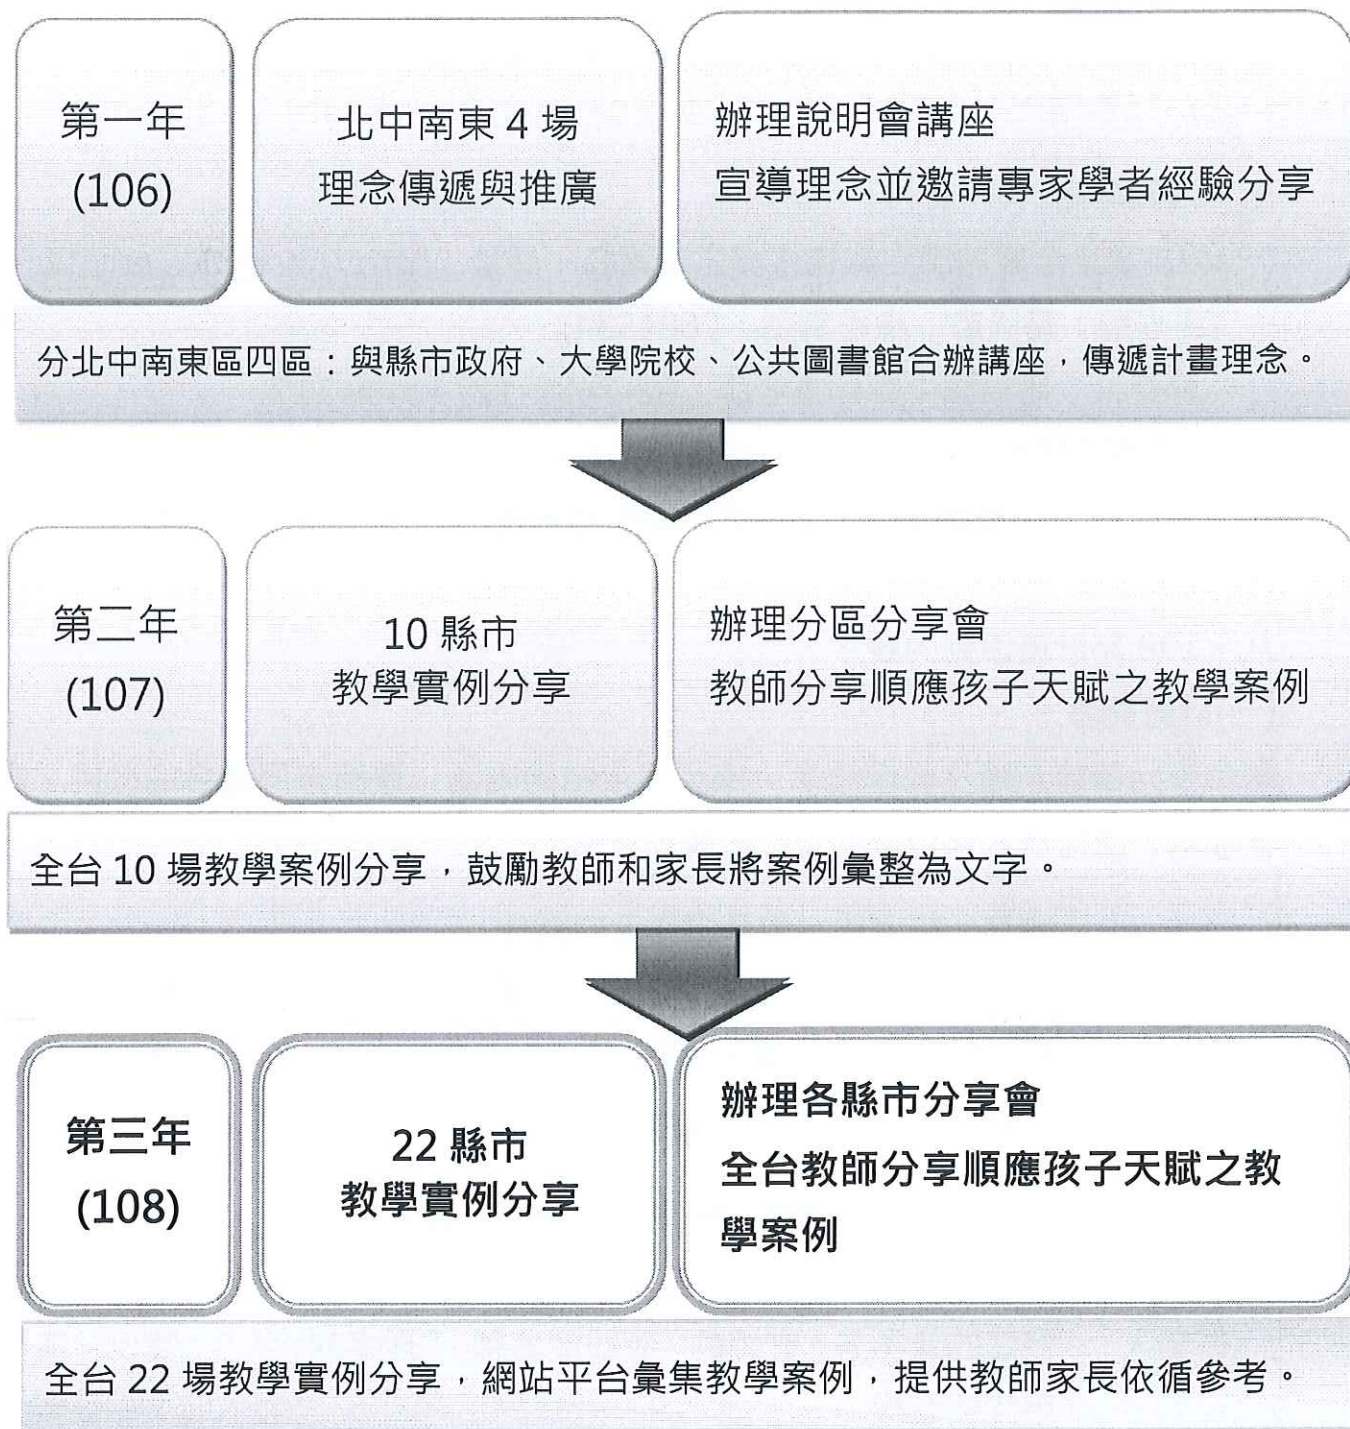 第一年
(106)
北中南東 4 場
理念傳遞與推廣
辦理說明會講座
宣導理念並邀請專家學者經驗分享
分北中南東區四區：與縣市政府、大學院校、公共圖書館合辦講座，傳遞計畫理念。
第二年
(107)
10 縣市
教學實例分享
辦理分區分享會
教師分享順應孩子天賦之教學案例
全台 10 場教學案例分享，鼓勵教師和家長將案例彙整為文字。
第三年
(108)
22 縣市
教學實例分享
辦理各縣市分享會
全台教師分享順應孩子天賦之教
學案例
全台 22 場教學實例分享，網站平台彙集教學案例，提供教師家長依循參考。